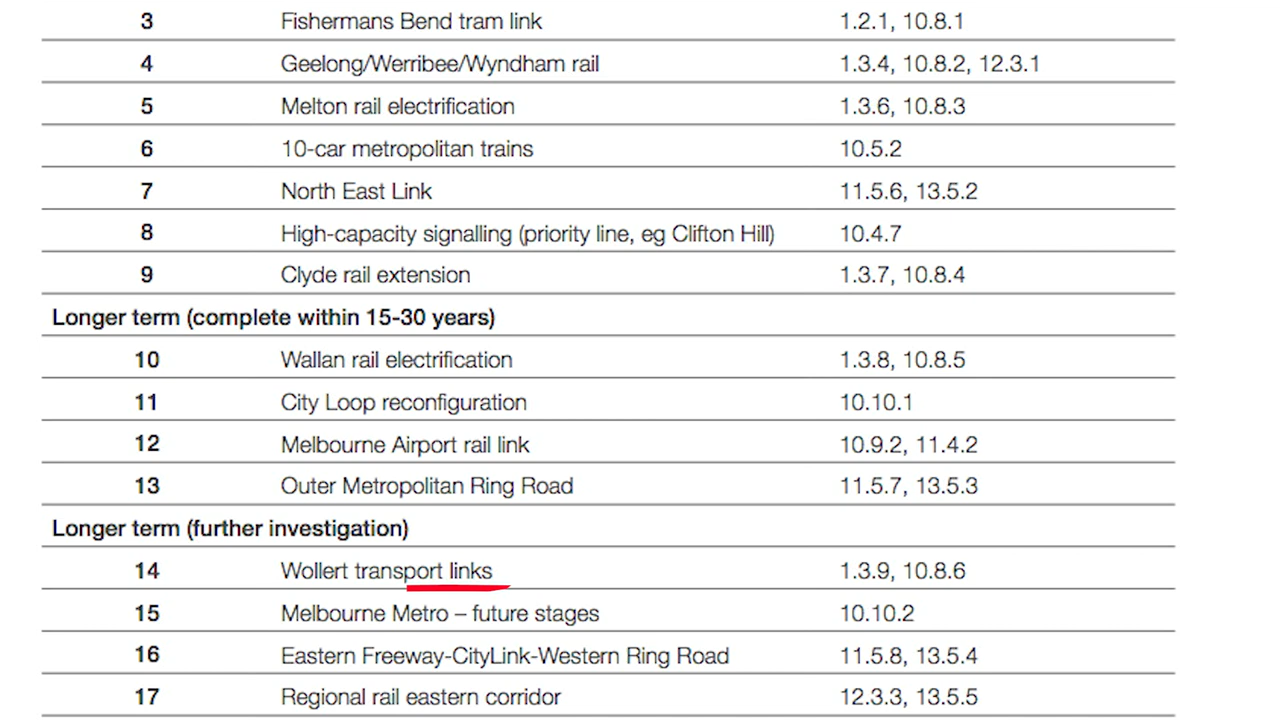 3 Fishermans Bend tram link 1.2.1, 10.8.1
4 Geelong/Werribee/Wyndham rail 1.3.4, 10.8.2, 12.3.1
5 Melton rail electrification 1.3.6, 10.8.3
6 10-car metropolitan trains 10.5.2
7 North East Link 11.5.6, 13.5.2
8 High-capacity signalling (priority line, eg Clifton Hill) 10.4.7
9 Clyde rail extension 1.3.7, 10.8.4
Longer term (complete within 15-30 years)
10 Wallan rail electrification 1.3.8, 10.8.5
11 City Loop reconfiguration 10.10.1
12 Melbourne Airport rail link 10.9.2, 11.4.2
13 Outer Metropolitan Ring Road 11.5.7, 13.5.3
Longer term (further investigation)
14 Wollert transport links 1.3.9, 10.8.6
15 Melbourne Metro – future stages 10.10.2
16 Eastern Freeway-CityLink-Western Ring Road 11.5.8, 13.5.4
17 Regional rail eastern corridor 12.3.3, 13.5.5